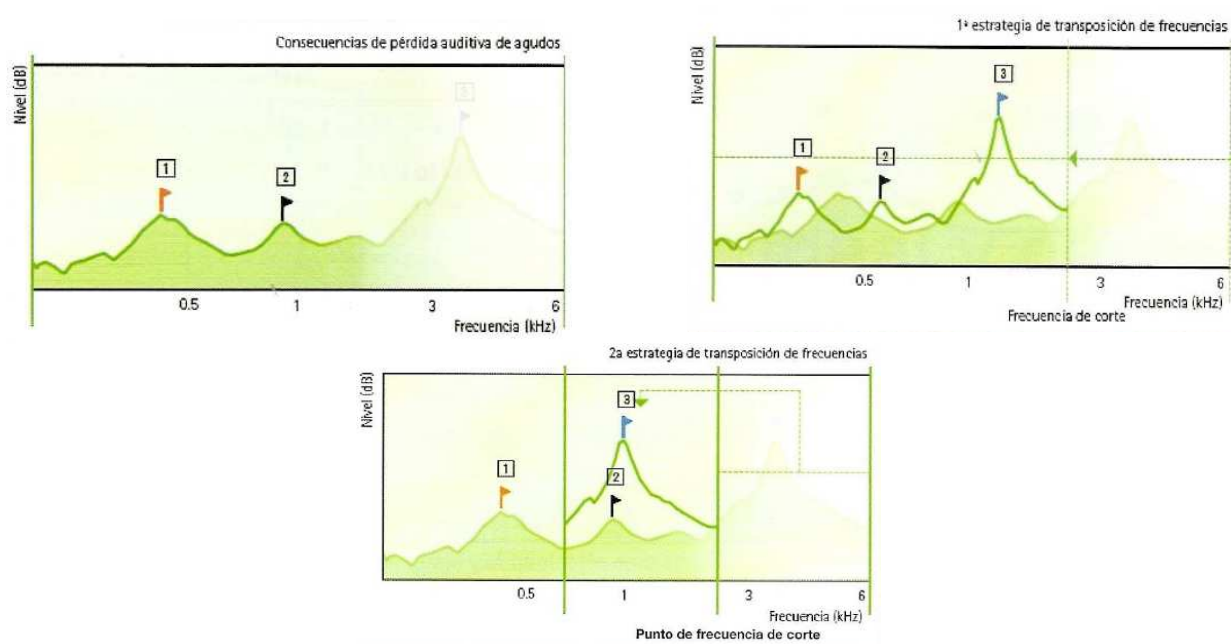 Consecuencias de pérdida auditiva de agudos
Nivel (dB)
1
2
3
0.5 1 3 6
Frecuencia (kHz)
1ª estrategia de transposición de frecuencias
Nivel (dB)
1
2
3
0.5 1 3 6
Frecuencia (kHz)
Frecuencia de corte
2a estrategia de transposición de frecuencias
Nivel (dB)
1
2
3
0.5 1 3 6
Frecuencia (kHz)
Punto de frecuencia de corte